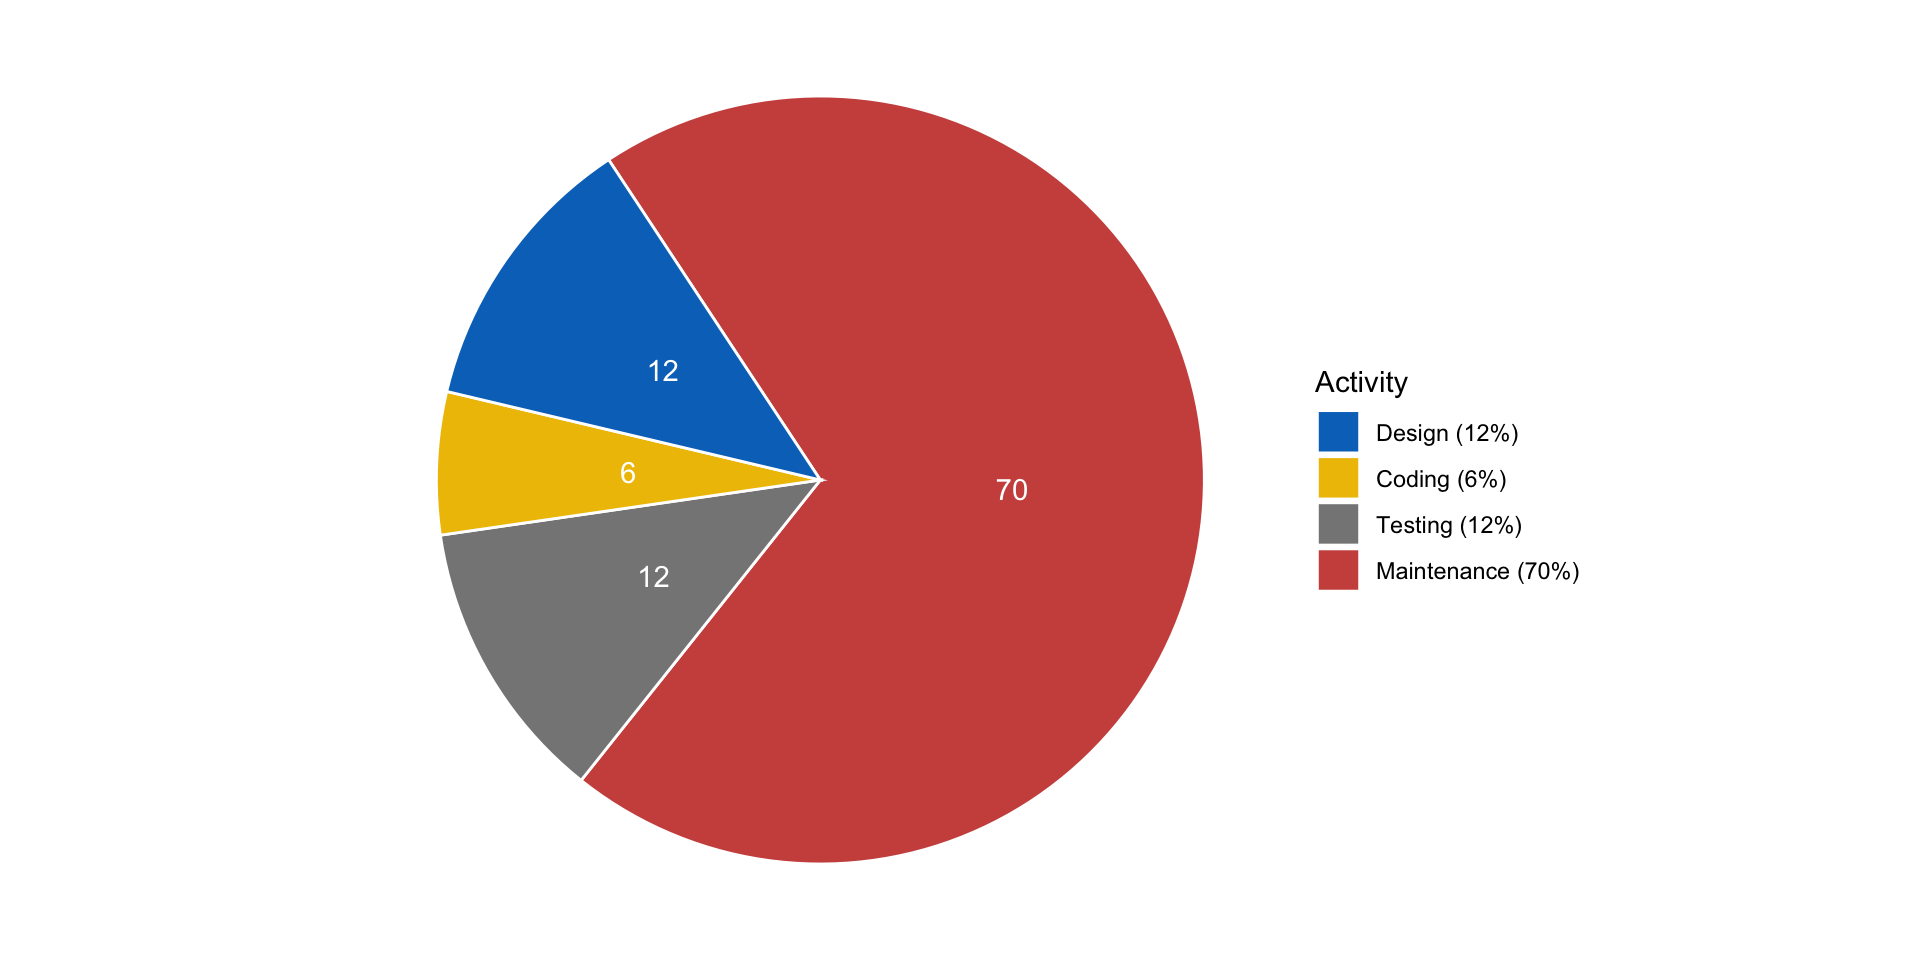 12
6
12
70
Activity
Design (12%)
Coding (6%)
Testing (12%)
Maintenance (70%)